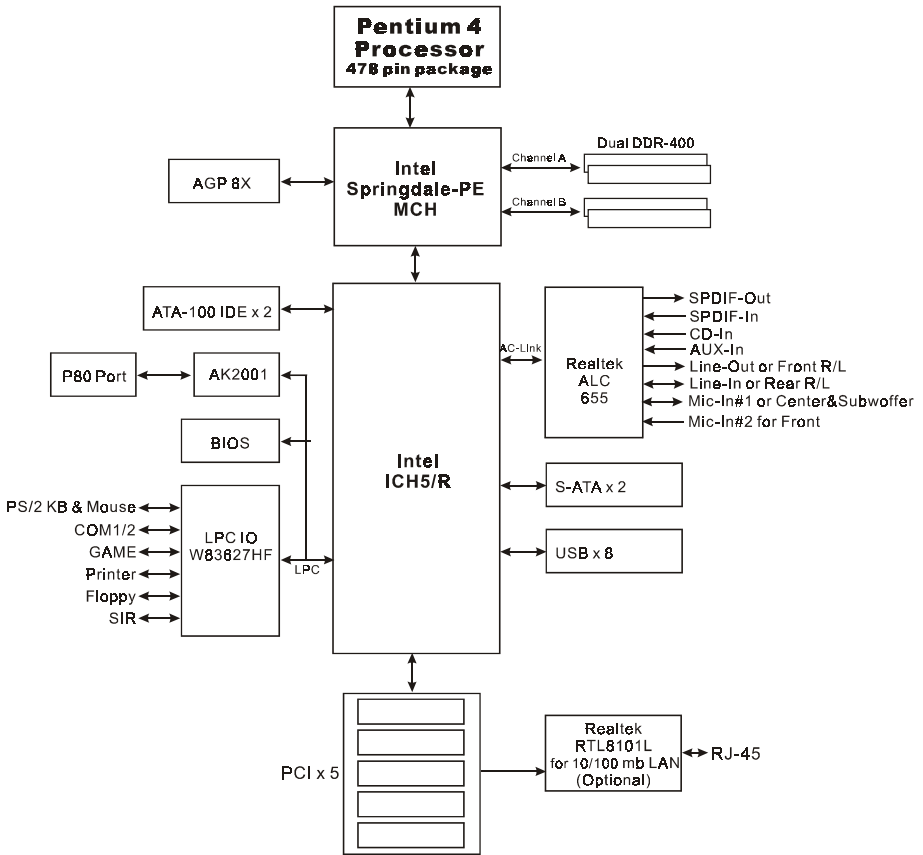 Pentium 4
Processor
478 pin package
Intel
Springdale-PE
MCH
AGP 8X
Channel A
Channel B
Dual DDR-400
ATA-100 IDE x 2
P80 Port
AK2001
BIOS
PS/2 KB & Mouse
COM1/2
GAME
Printer
Floppy
SIR
LPC IO
W83627HF
LPC
Intel
ICH5/R
AC-LInk
Realtek
ALC
655
SPDIF-Out
SPDIF-In
CD-In
AUX-In
Line-Out or Front R/L
Line-In or Rear R/L
Mic-In#1 or Center&Subwoffer
Mic-In#2 for Front
S-ATA x 2
USB x 8
PCI x 5
Realtek
RTL8101L
for 10/100 mb LAN
(Optional)
RJ-45